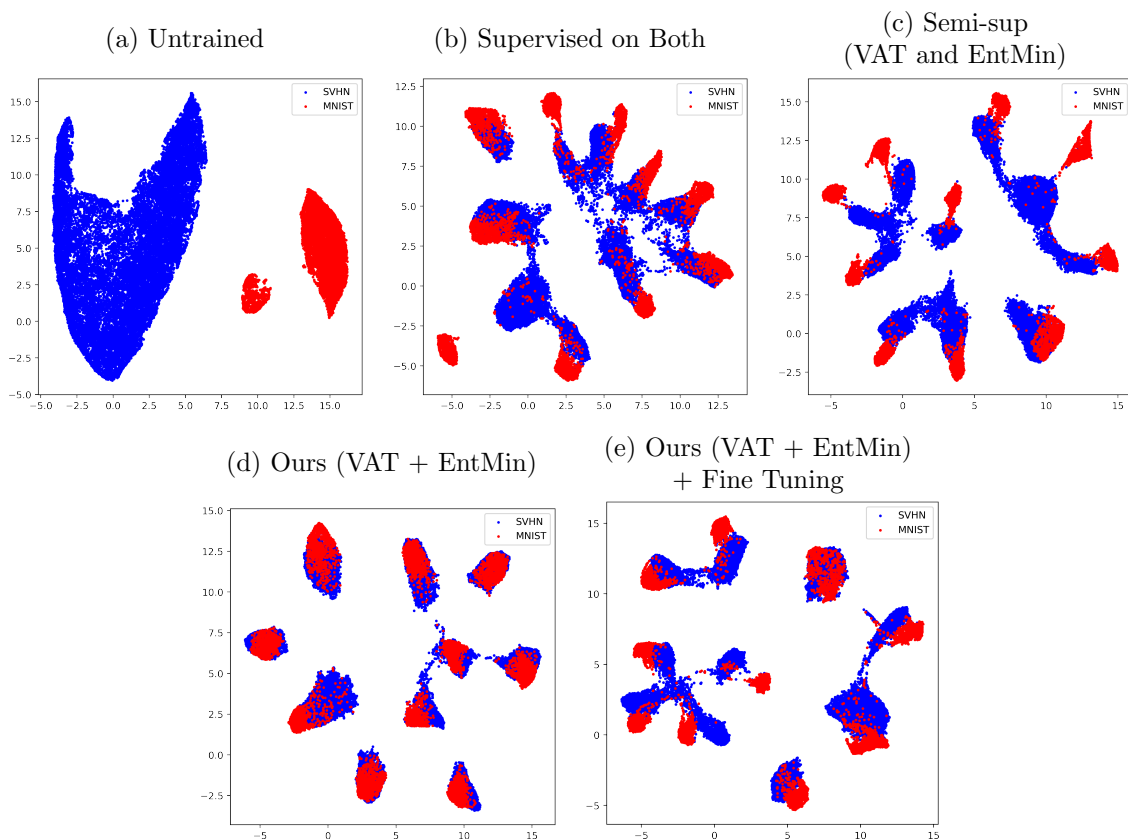 (a) Untrained
(b) Supervised on Both
(c) Semi-sup
(VAT and EntMin)
SVHN
MNIST
15.0
12.5
10.0
7.5
5.0
2.5
0.0
−2.5
−5.0
−5.0 −2.5 0.0 2.5 5.0 7.5 10.0 12.5 15.0
SVHN
MNIST
12.5
10.0
7.5
5.0
2.5
0.0
−2.5
−5.0
−5.0 −2.5 0.0 2.5 5.0 7.5 10.0 12.5
SVHN
MNIST
15.0
12.5
10.0
7.5
5.0
2.5
0.0
−2.5
−5 0 5 10 15
(d) Ours (VAT + EntMin)
(e) Ours (VAT + EntMin)
+ Fine Tuning
SVHN
MNIST
15.0
12.5
10.0
7.5
5.0
2.5
0.0
−2.5
−5 0 5 10 15
SVHN
MNIST
15
10
5
0
−5
−5 0 5 10 15